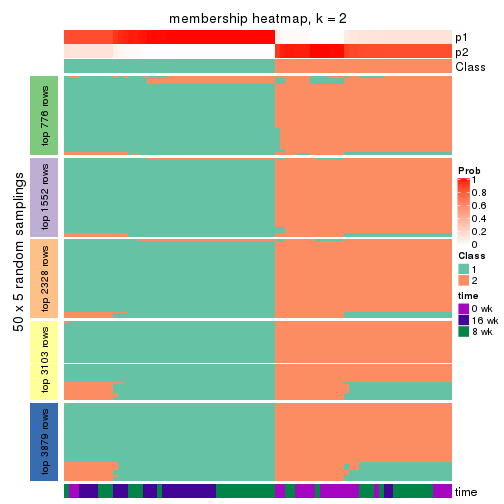 membership heatmap, k = 2
p1
p2
Class
50 x 5 random samplings
top 776 rows
top 1552 rows
top 2328 rows
top 3103 rows
top 3879 rows
time
Prob
1
0.8
0.6
0.4
0.2
0
Class
1
2
time
0 wk
16 wk
8 wk